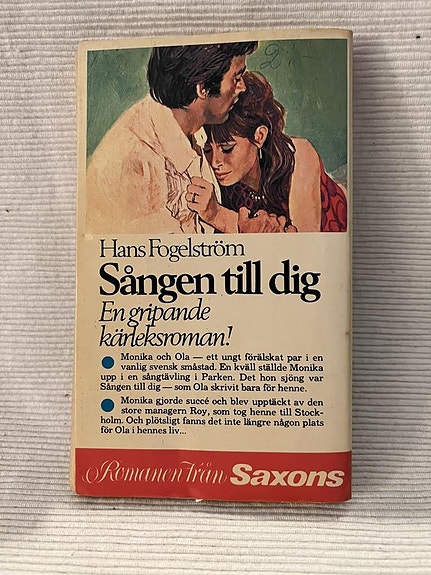 2:-
Hans Fogelström
Sången till dig
En gripande
kärleksroman!
Monika och Ola — ett ungt förälskat par i en
vanlig svensk småstad. En kväll ställde Monika
upp i en sångtävling i Parken. Det hon sjöng var
Sången till dig — som Ola skrivit bara för henne.
Monika gjorde succé och blev upptäckt av den
store managern Roy, som tog henne till Stock-
holm. Och plötsligt fanns det inte längre någon plats
för Ola i hennes liv...
Romanen från Saxons